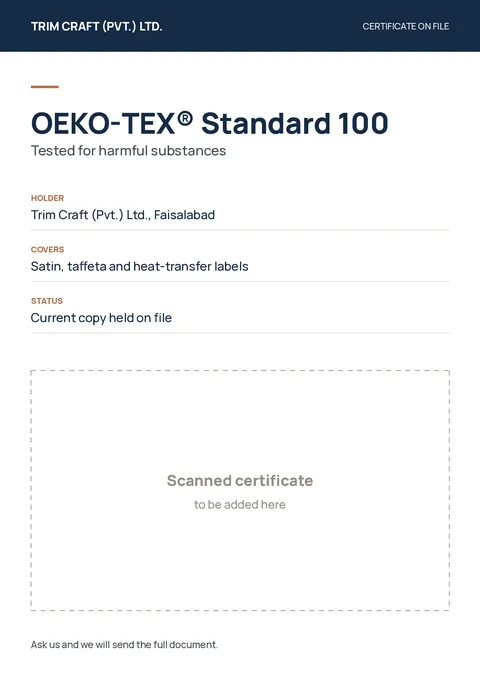 TRIM CRAFT (PVT.) LTD.
CERTIFICATE ON FILE
OEKO-TEX® Standard 100
Tested for harmful substances
HOLDER
Trim Craft (Pvt.) Ltd., Faisalabad
COVERS
Satin, taffeta and heat-transfer labels
STATUS
Current copy held on file
Scanned certificate
to be added here
Ask us and we will send the full document.